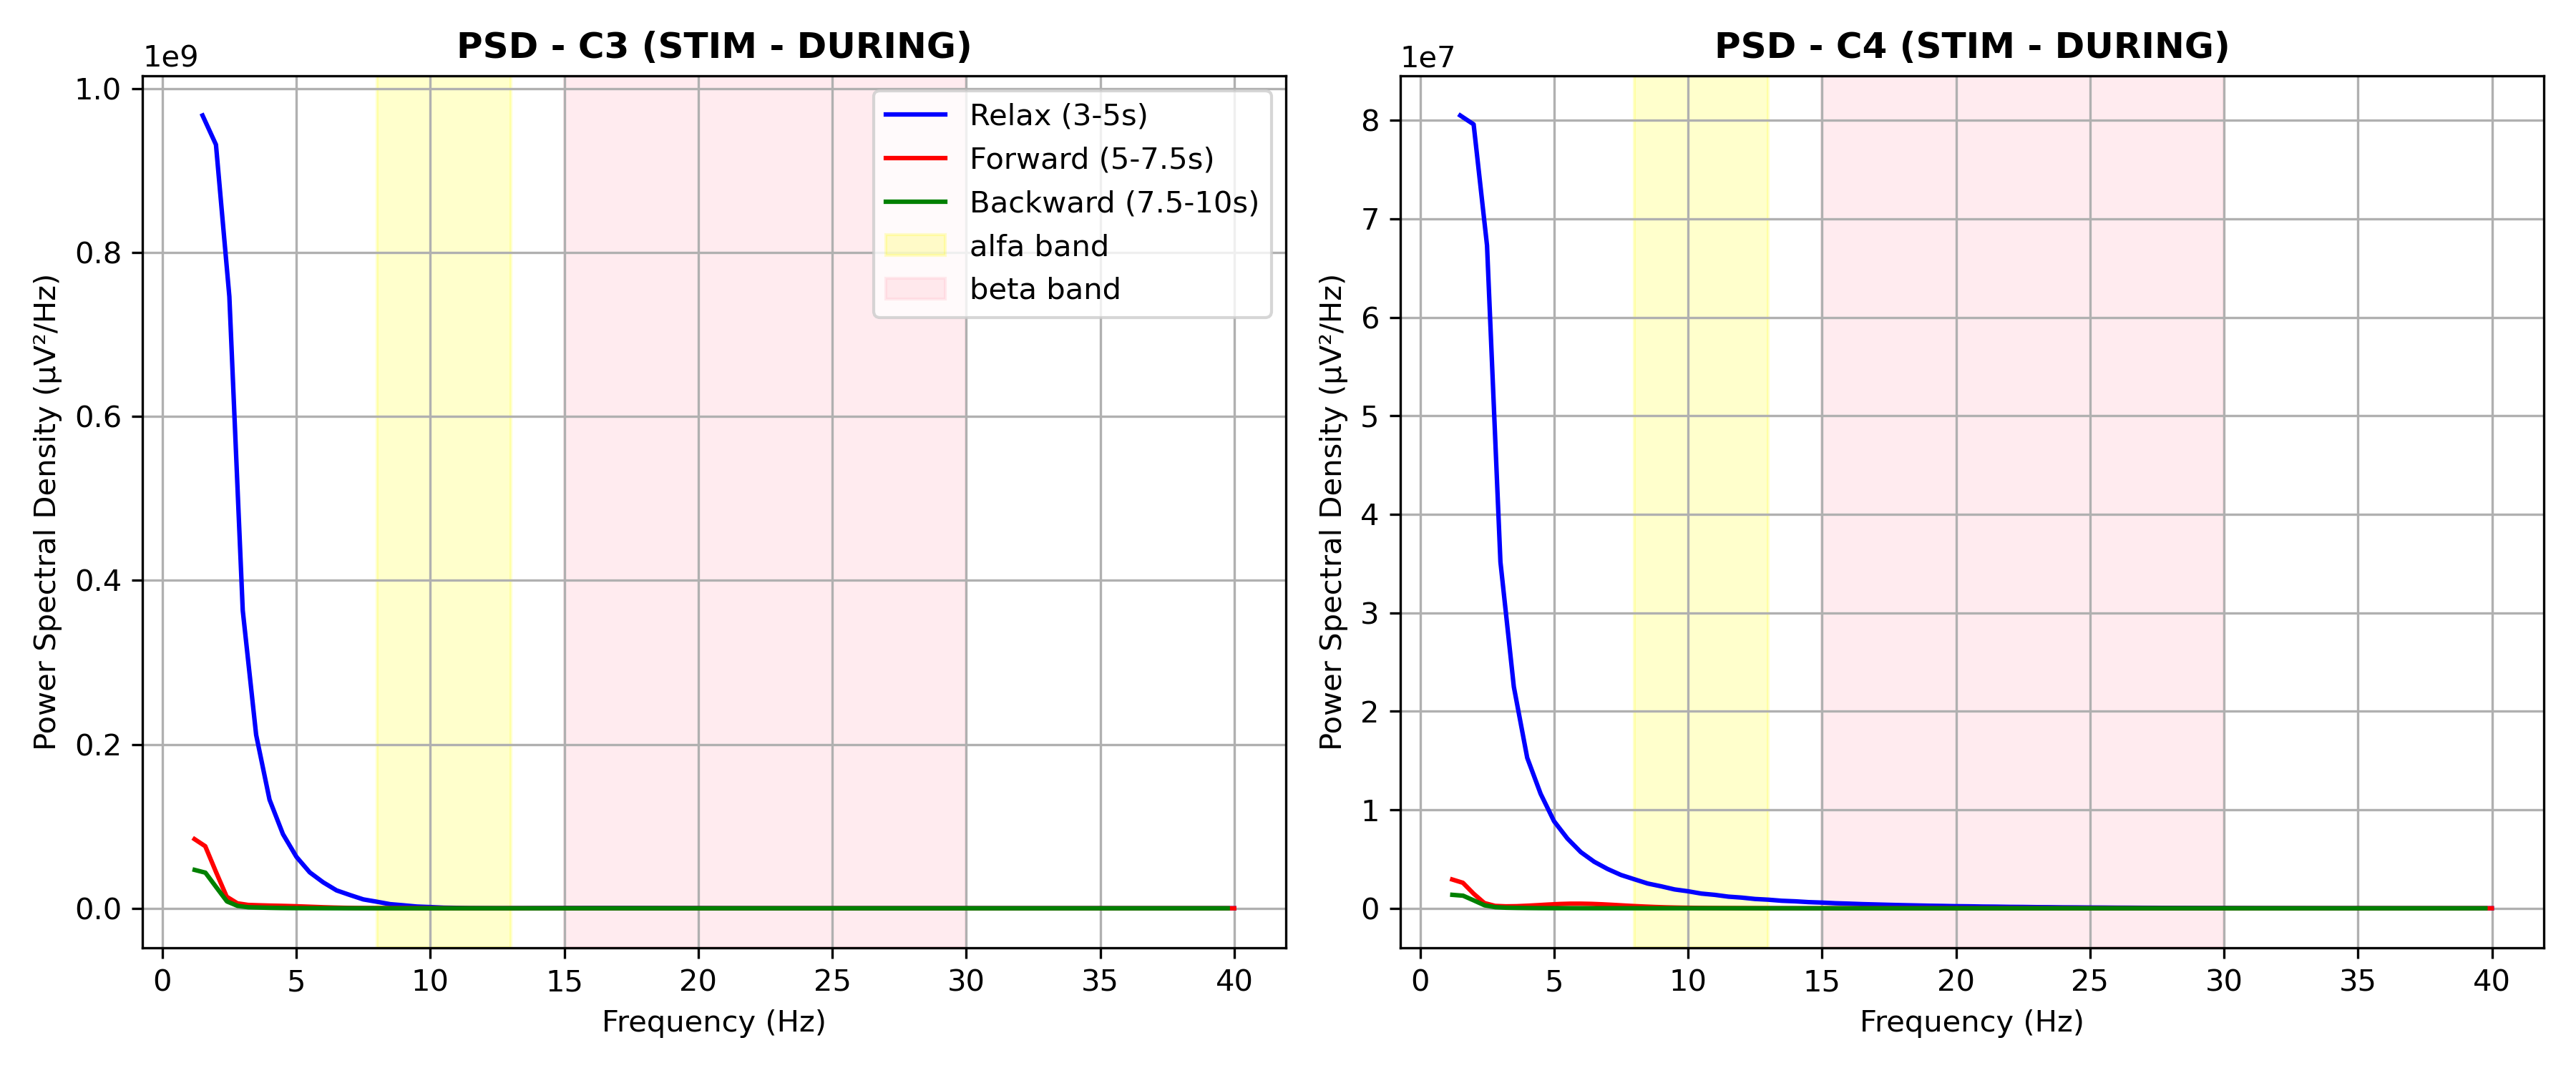 PSD - C3 (STIM - DURING)
1e9
1.0
0.8
0.6
0.4
0.2
0.0
Power Spectral Density (µV²/Hz)
0 5 10 15 20 25 30 35 40
Frequency (Hz)
Relax (3-5s)
Forward (5-7.5s)
Backward (7.5-10s)
alfa band
beta band
PSD - C4 (STIM - DURING)
1e7
8
7
6
5
4
3
2
1
0
Power Spectral Density (µV²/Hz)
0 5 10 15 20 25 30 35 40
Frequency (Hz)